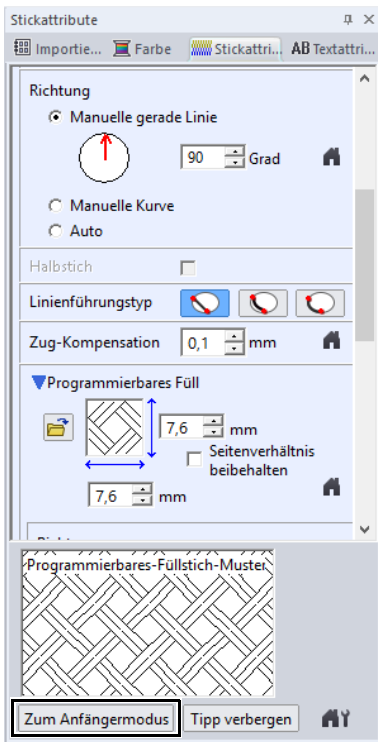 Stickattribute
Importie... Farbe Stickattri... AB Textattri...
Richtung
Manuelle gerade Linie
90 Grad
Manuelle Kurve
Auto
Halbstich
Linienführungstyp
Zug-Kompensation 0,1 mm
Programmierbares Füll
7,6 mm
Seitenverhältnis
beibehalten
7,6 mm
Programmierbares-Füllstich-Muster
Zum Anfängermodus Tipp verbergen